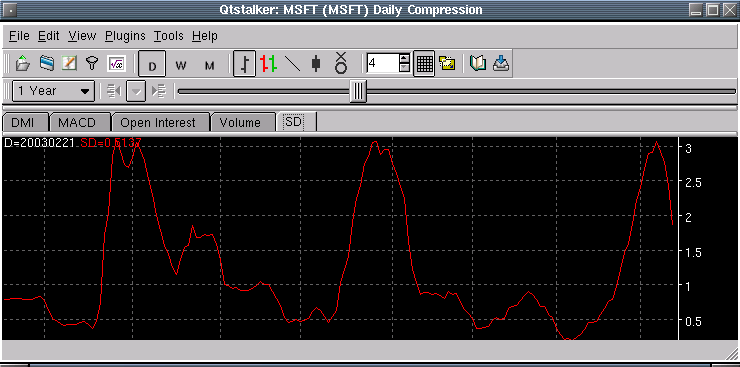 Qtstalker: MSFT (MSFT) Daily Compression
File Edit View Plugins Tools Help
D W M 4
1 Year
DMI MACD Open Interest Volume SD
D=20030221 SD=0.5137
3
2.5
2
1.5
1
0.5